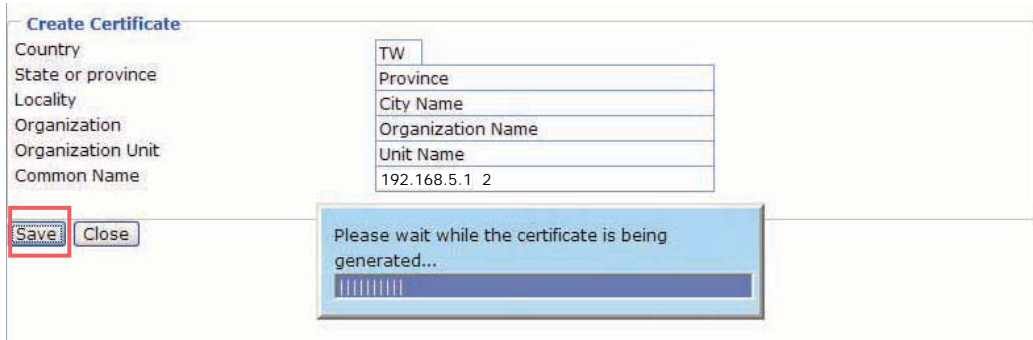 Create Certificate
Country TW
State or province Province
Locality City Name
Organization Organization Name
Organization Unit Unit Name
Common Name 192.168.5.1 2
Save Close
Please wait while the certificate is being
generated...